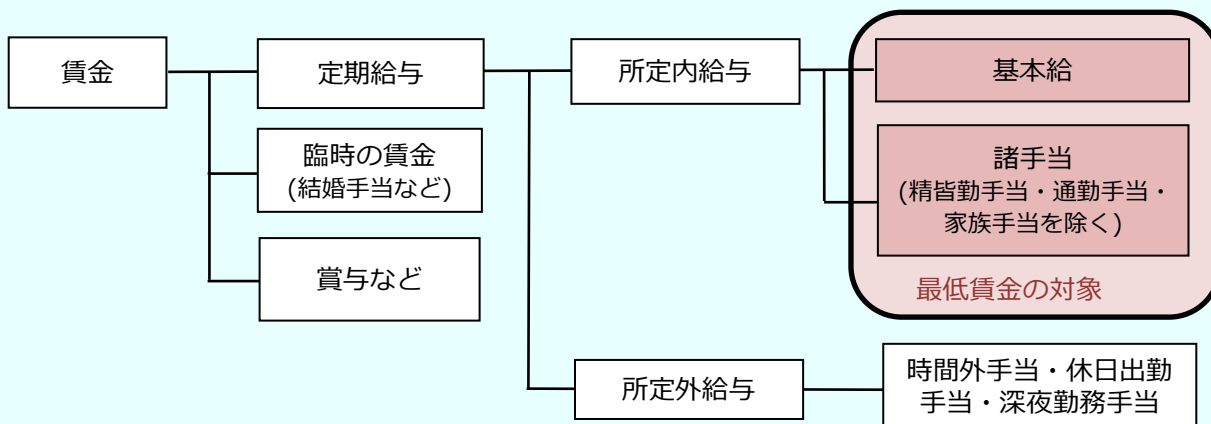 賃金
定期給与
所定内給与
基本給
臨時の賃金
(結婚手当など)
諸手当
(精皆勤手当・通勤手当・
家族手当を除く)
賞与など
最低賃金の対象
所定外給与
時間外手当・休日出勤
手当・深夜勤務手当